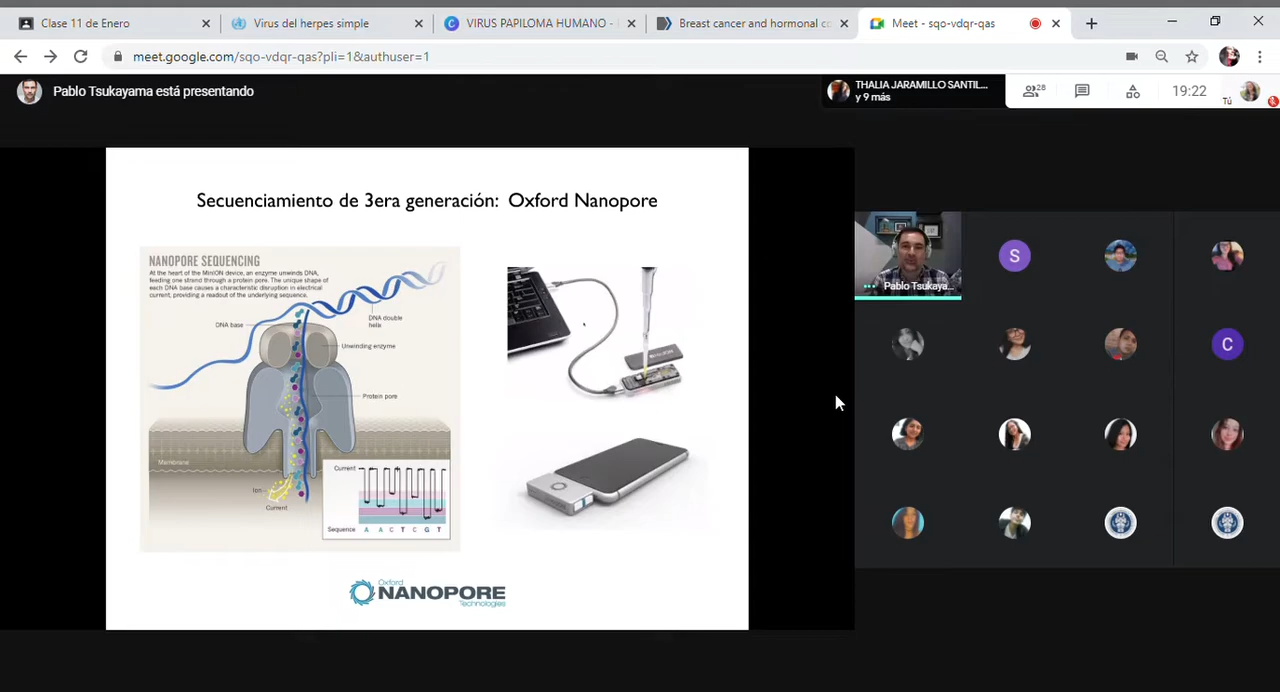 Clase 11 de Enero
Virus del herpes simple
VIRUS PAPILOMA HUMANO -
Breast cancer and hormonal co
Meet - sqo-vdqr-qas
meet.google.com/sqo-vdqr-qas?pli=1&authuser=1
Pablo Tsukayama está presentando
THALIA JARAMILLO SANTIL...
y 9 más
28
19:22
Tú
Secuenciamiento de 3era generación: Oxford Nanopore
NANOPORE SEQUENCING
At the heart of the MinION device, an enzyme unwinds DNA,
feeding one strand through a protein pore. The unique shape of
each DNA base causes a characteristic disruption in electrical
current, providing a readout of the underlying sequence.
DNA base
DNA double
helix
Unwinding enzyme
Protein pore
Membrane
Ion
Current
Current
Sequence A A C T C G T
Oxford
NANOPORE
Technologies
Pablo Tsukaya...
S
C